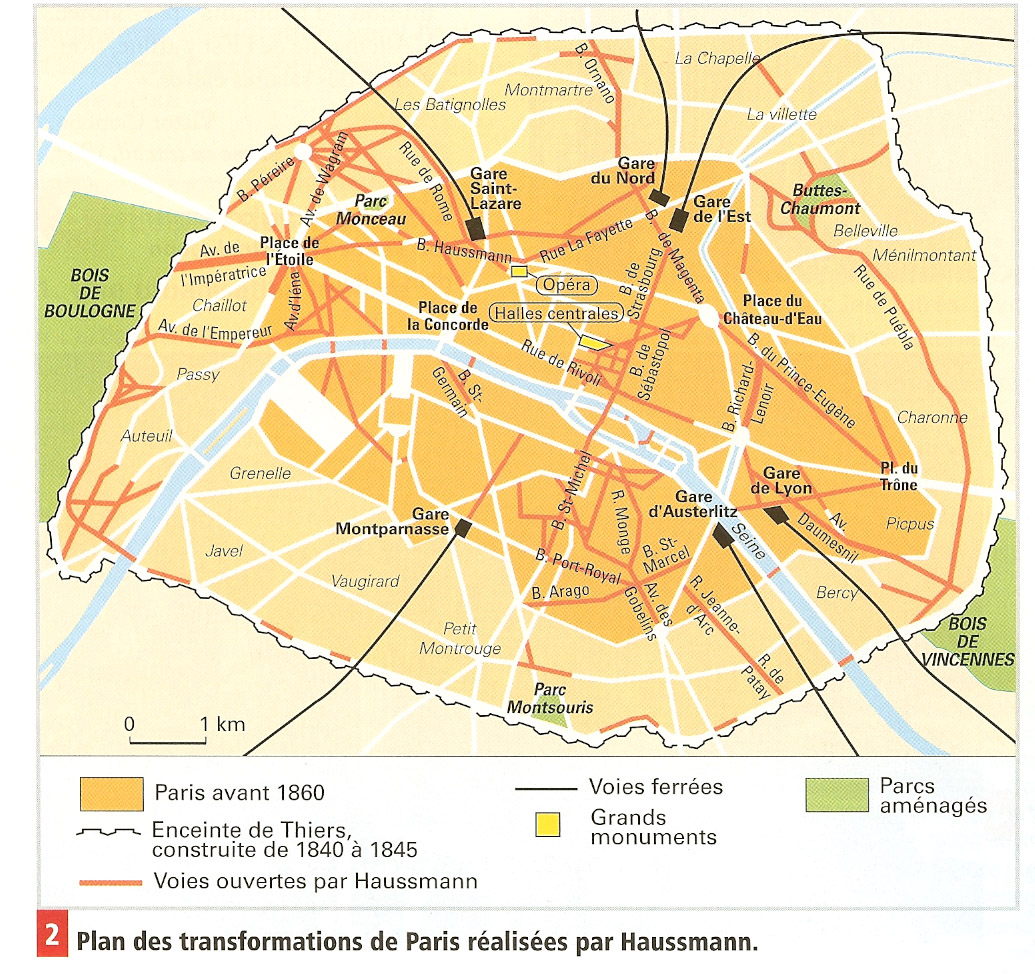 La Chapelle
B. Ornano
Montmartre
Les Batignolles
La villette
B. Péreire
Av. de Wagram
Rue de Rome
Gare
Saint-
Lazare
Gare
du Nord
Gare
de l'Est
Buttes-
Chaumont
Parc
Monceau
Belleville
Ménilmontant
Av. de
l'Impératrice
Place de
l'Étoile
B. Haussmann
Rue La Fayette
B. de Strasbourg
B. de Magenta
Opéra
BOIS
DE
BOULOGNE
Chaillot
Av. d'Iéna
Place de
la Concorde
Halles centrales
Place du
Château-d'Eau
Rue de Puébla
Av. de l'Empereur
Rue de Rivoli
B. de
Sébastopol
B. du Prince-Eugène
Passy
B. St-
Germain
B. Richard-
Lenoir
Charonne
Auteuil
Grenelle
B. St-Michel
Gare
de Lyon
Pl. du
Trône
Gare
Montparnasse
R. Monge
Gare
d'Austerlitz
Seine
Av.
Daumesnil
Picpus
Javel
Vaugirard
B. Port-Royal
B. St-
Marcel
B. Arago
Av. des
Gobelins
R. Jeanne-
d'Arc
Bercy
Petit
Montrouge
R. de
Patay
BOIS
DE
VINCENNES
Parc
Montsouris
0 1 km
Paris avant 1860
Enceinte de Thiers,
construite de 1840 à 1845
Voies ouvertes par Haussmann
Voies ferrées
Grands
monuments
Parcs
aménagés
2 Plan des transformations de Paris réalisées par Haussmann.